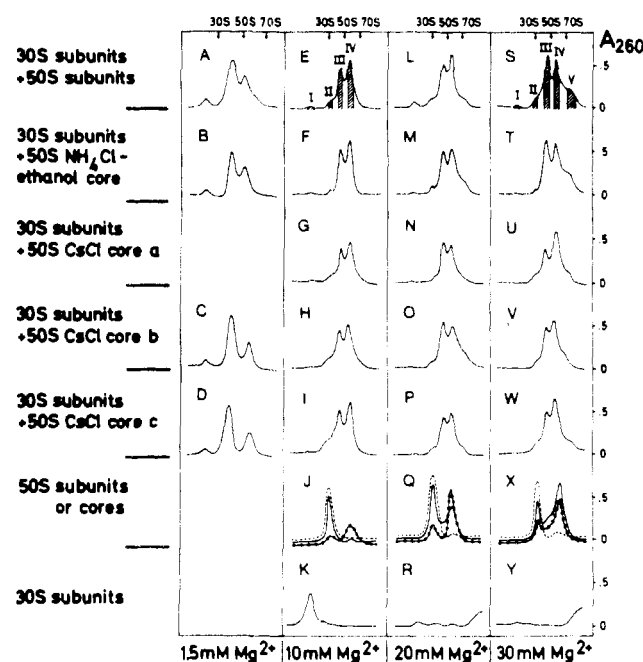 30S 50S 70S 30S 50S 70S 30S 50S 70S 30S 50S 70S
A260
30S subunits
+50S subunits
A E I II III IV L S I II III IV V .5 0
30S subunits
+50S NH4Cl-
ethanol core
B F M T .5 0
30S subunits
+50S CsCl core a
G N U .5 0
30S subunits
+50S CsCl core b
C H O V .5 0
30S subunits
+50S CsCl core c
D I P W .5 0
50S subunits
or cores
J Q X .5 0
30S subunits
K R Y .5 0
1.5mM Mg2+ 10mM Mg2+ 20mM Mg2+ 30mM Mg2+